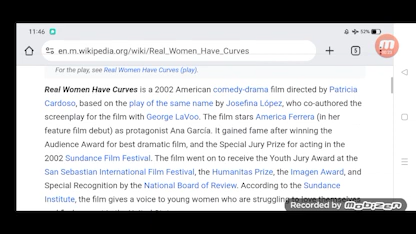 11:46
52%
en.m.wikipedia.org/wiki/Real_Women_Have_Curves
5
For the play, see Real Women Have Curves (play).
Real Women Have Curves is a 2002 American comedy-drama film directed by Patricia
Cardoso, based on the play of the same name by Josefina López, who co-authored the
screenplay for the film with George LaVoo. The film stars America Ferrera (in her
feature film debut) as protagonist Ana García. It gained fame after winning the
Audience Award for best dramatic film, and the Special Jury Prize for acting in the
2002 Sundance Film Festival. The film went on to receive the Youth Jury Award at the
San Sebastian International Film Festival, the Humanitas Prize, the Imagen Award, and
Special Recognition by the National Board of Review. According to the Sundance
Institute, the film gives a voice to young women who are struggling to love themselves
Recorded by MOBIZEN